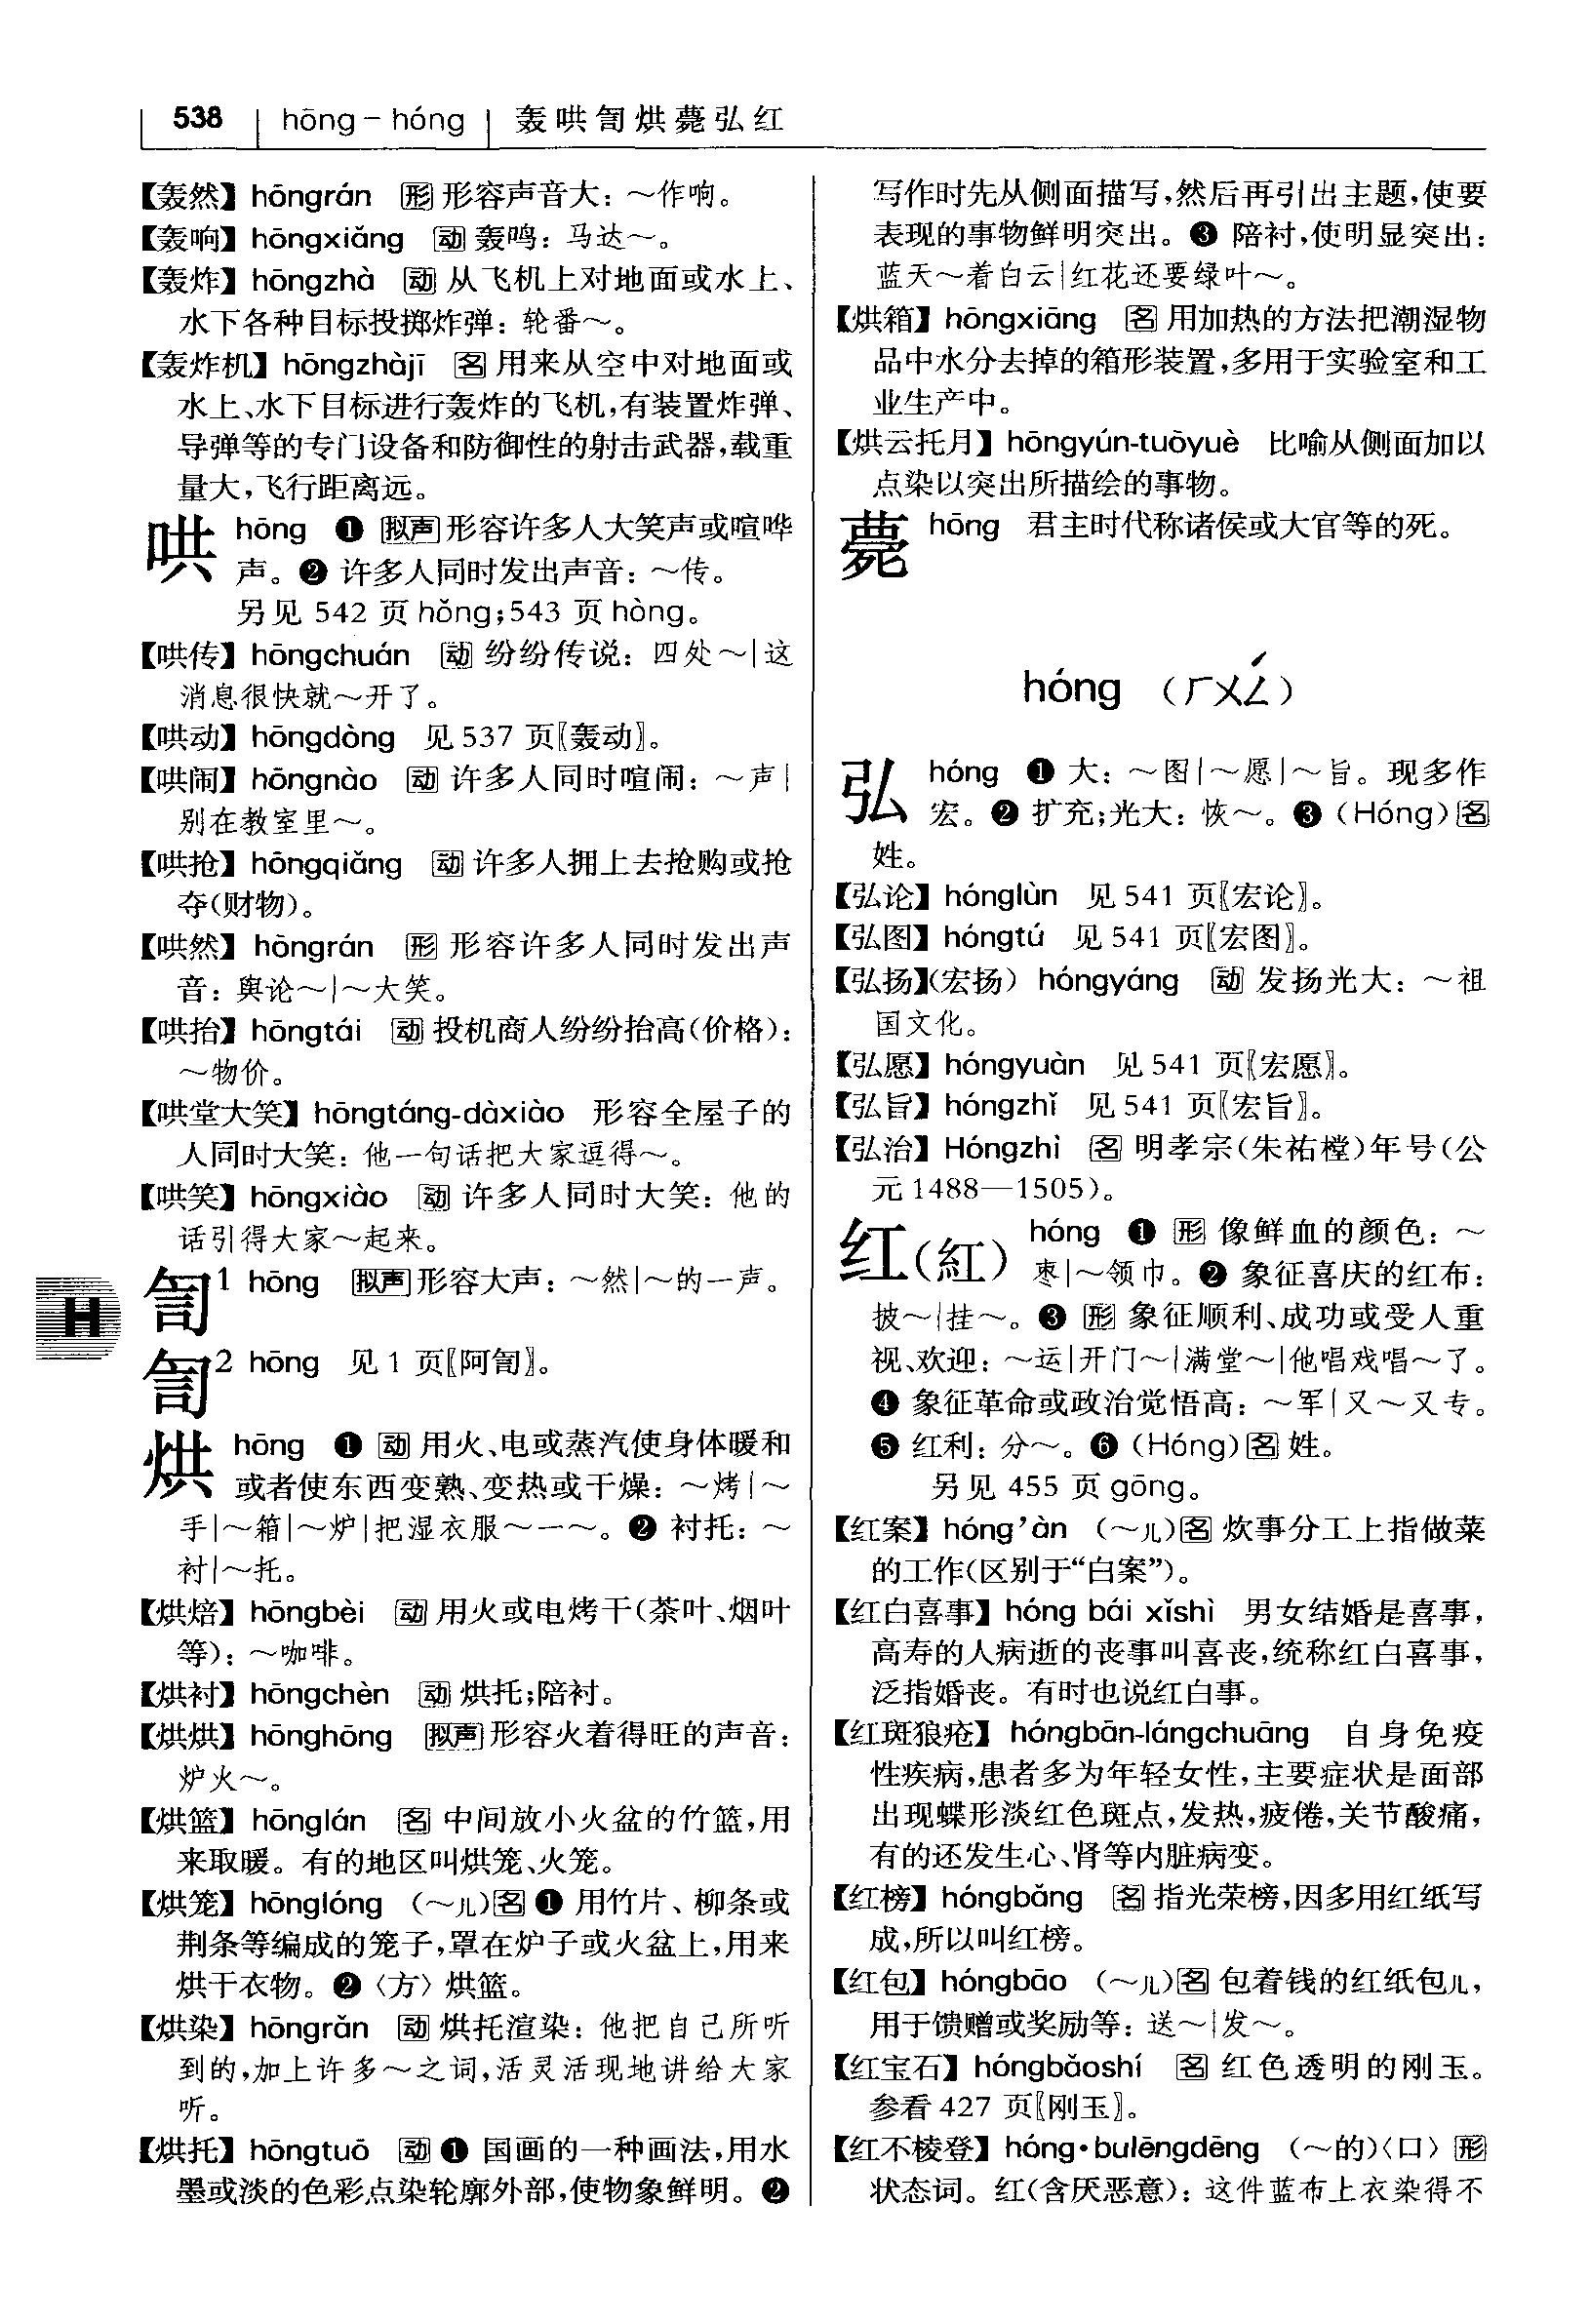 538 hōng-hóng 轰哄訇烘薨弘红
【轰然】 hōngrán 形 形容声音大：～作响。
【轰响】 hōngxiǎng 动 轰鸣：马达～。
【轰炸】 hōngzhà 动 从飞机上对地面或水上、
水下各种目标投掷炸弹：轮番～。
【轰炸机】 hōngzhàjī 名 用来从空中对地面或
水上、水下目标进行轰炸的飞机，有装置炸弹、
导弹等的专门设备和防御性的射击武器，载重
量大，飞行距离远。
哄 hōng ❶ 拟声 形容许多人大笑声或喧哗
声。❷ 许多人同时发出声音：～传。
另见 542 页 hǒng；543 页 hòng。
【哄传】 hōngchuán 动 纷纷传说：四处～|这
消息很快就～开了。
【哄动】 hōngdòng 见 537 页〖轰动〗。
【哄闹】 hōngnào 动 许多人同时喧闹：～声|
别在教室里～。
【哄抢】 hōngqiǎng 动 许多人拥上去抢购或抢
夺（财物）。
【哄然】 hōngrán 形 形容许多人同时发出声
音：舆论～|～大笑。
【哄抬】 hōngtái 动 投机商人纷纷抬高（价格）：
～物价。
【哄堂大笑】 hōngtáng-dàxiào 形容全屋子的
人同时大笑：他一句话把大家逗得～。
【哄笑】 hōngxiào 动 许多人同时大笑：他的
话引得大家～起来。
訇1 hōng 拟声 形容大声：～然|～的一声。
H
訇2 hōng 见 1 页〖阿訇〗。
烘 hōng ❶ 动 用火、电或蒸汽使身体暖和
或者使东西变熟、变热或干燥：～烤|～
手|～箱|～炉|把湿衣服～一～。❷ 衬托：～
衬|～托。
【烘焙】 hōngbèi 动 用火或电烤干（茶叶、烟叶
等）：～咖啡。
【烘衬】 hōngchèn 动 烘托；陪衬。
【烘烘】 hōnghōng 拟声 形容火着得旺的声音：
炉火～。
【烘篮】 hōnglán 名 中间放小火盆的竹篮，用
来取暖。有的地区叫烘笼、火笼。
【烘笼】 hōnglóng （～儿）名 ❶ 用竹片、柳条或
荆条等编成的笼子，罩在炉子或火盆上，用来
烘干衣物。❷〈方〉烘篮。
【烘染】 hōngrǎn 动 烘托渲染：他把自己所听
到的，加上许多～之词，活灵活现地讲给大家
听。
【烘托】 hōngtuō 动 ❶ 国画的一种画法，用水
墨或淡的色彩点染轮廓外部，使物象鲜明。❷
写作时先从侧面描写，然后再引出主题，使要
表现的事物鲜明突出。❸ 陪衬，使明显突出：
蓝天～着白云|红花还要绿叶～。
【烘箱】 hōngxiāng 名 用加热的方法把潮湿物
品中水分去掉的箱形装置，多用于实验室和工
业生产中。
【烘云托月】 hōngyún-tuōyuè 比喻从侧面加以
点染以突出所描绘的事物。
薨 hōng 君主时代称诸侯或大官等的死。
hóng （ㄏㄨㄥˊ）
弘 hóng ❶ 大：～图|～愿|～旨。现多作
宏。❷ 扩充；光大：恢～。❸（Hóng）名
姓。
【弘论】 hónglùn 见 541 页〖宏论〗。
【弘图】 hóngtú 见 541 页〖宏图〗。
【弘扬】（宏扬） hóngyáng 动 发扬光大：～祖
国文化。
【弘愿】 hóngyuàn 见 541 页〖宏愿〗。
【弘旨】 hóngzhǐ 见 541 页〖宏旨〗。
【弘治】 Hóngzhì 名 明孝宗（朱祐樘）年号（公
元 1488—1505）。
红（紅） hóng ❶ 形 像鲜血的颜色：～
枣|～领巾。❷ 象征喜庆的红布：
披～|挂～。❸ 形 象征顺利、成功或受人重
视、欢迎：～运|开门～|满堂～|他唱戏唱～了。
❹ 象征革命或政治觉悟高：～军|又～又专。
❺ 红利：分～。❻（Hóng）名 姓。
另见 455 页 gōng。
【红案】 hóng'àn （～儿）名 炊事分工上指做菜
的工作（区别于“白案”）。
【红白喜事】 hóng bái xǐshì 男女结婚是喜事，
高寿的人病逝的丧事叫喜丧，统称红白喜事，
泛指婚丧。有时也说红白事。
【红斑狼疮】 hóngbān-lángchuāng 自身免疫
性疾病，患者多为年轻女性，主要症状是面部
出现蝶形淡红色斑点，发热，疲倦，关节酸痛，
有的还发生心、肾等内脏病变。
【红榜】 hóngbǎng 名 指光荣榜，因多用红纸写
成，所以叫红榜。
【红包】 hóngbāo （～儿）名 包着钱的红纸包儿，
用于馈赠或奖励等：送～|发～。
【红宝石】 hóngbǎoshí 名 红色透明的刚玉。
参看 427 页〖刚玉〗。
【红不棱登】 hóng·bulēngdēng （～的）〈口〉 形
状态词。红（含厌恶意）：这件蓝布上衣染得不